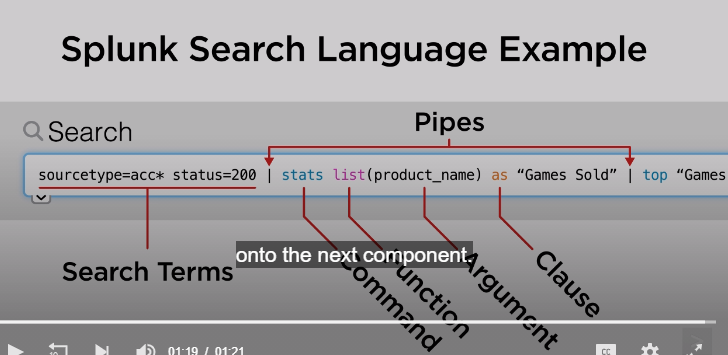 Splunk Search Language Example
Search
Pipes
sourcetype=acc* status=200 | stats list(product_name) as “Games Sold” | top “Games
onto the next component.
Search Terms
Command
Function
Argument
Clause
01:19 / 01:21
CC